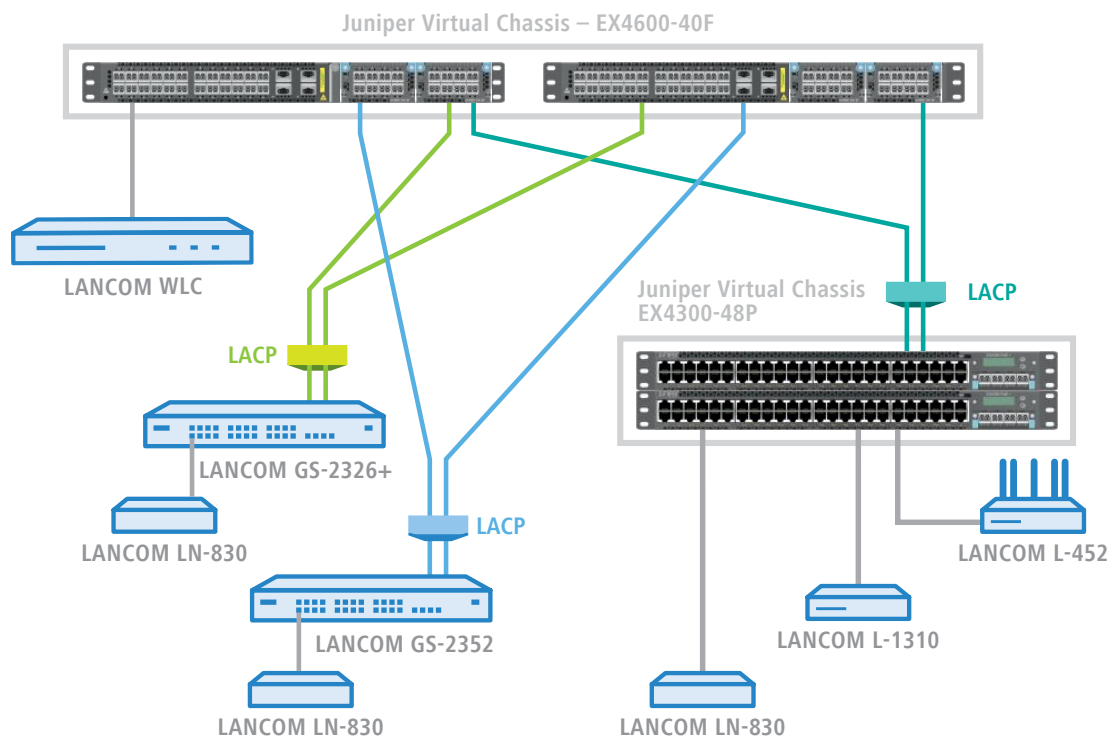 Juniper Virtual Chassis – EX4600-40F
LANCOM WLC
Juniper Virtual Chassis
EX4300-48P
LACP
LACP
LANCOM GS-2326+
LACP
LANCOM LN-830
LANCOM L-452
LANCOM GS-2352
LANCOM L-1310
LANCOM LN-830
LANCOM LN-830